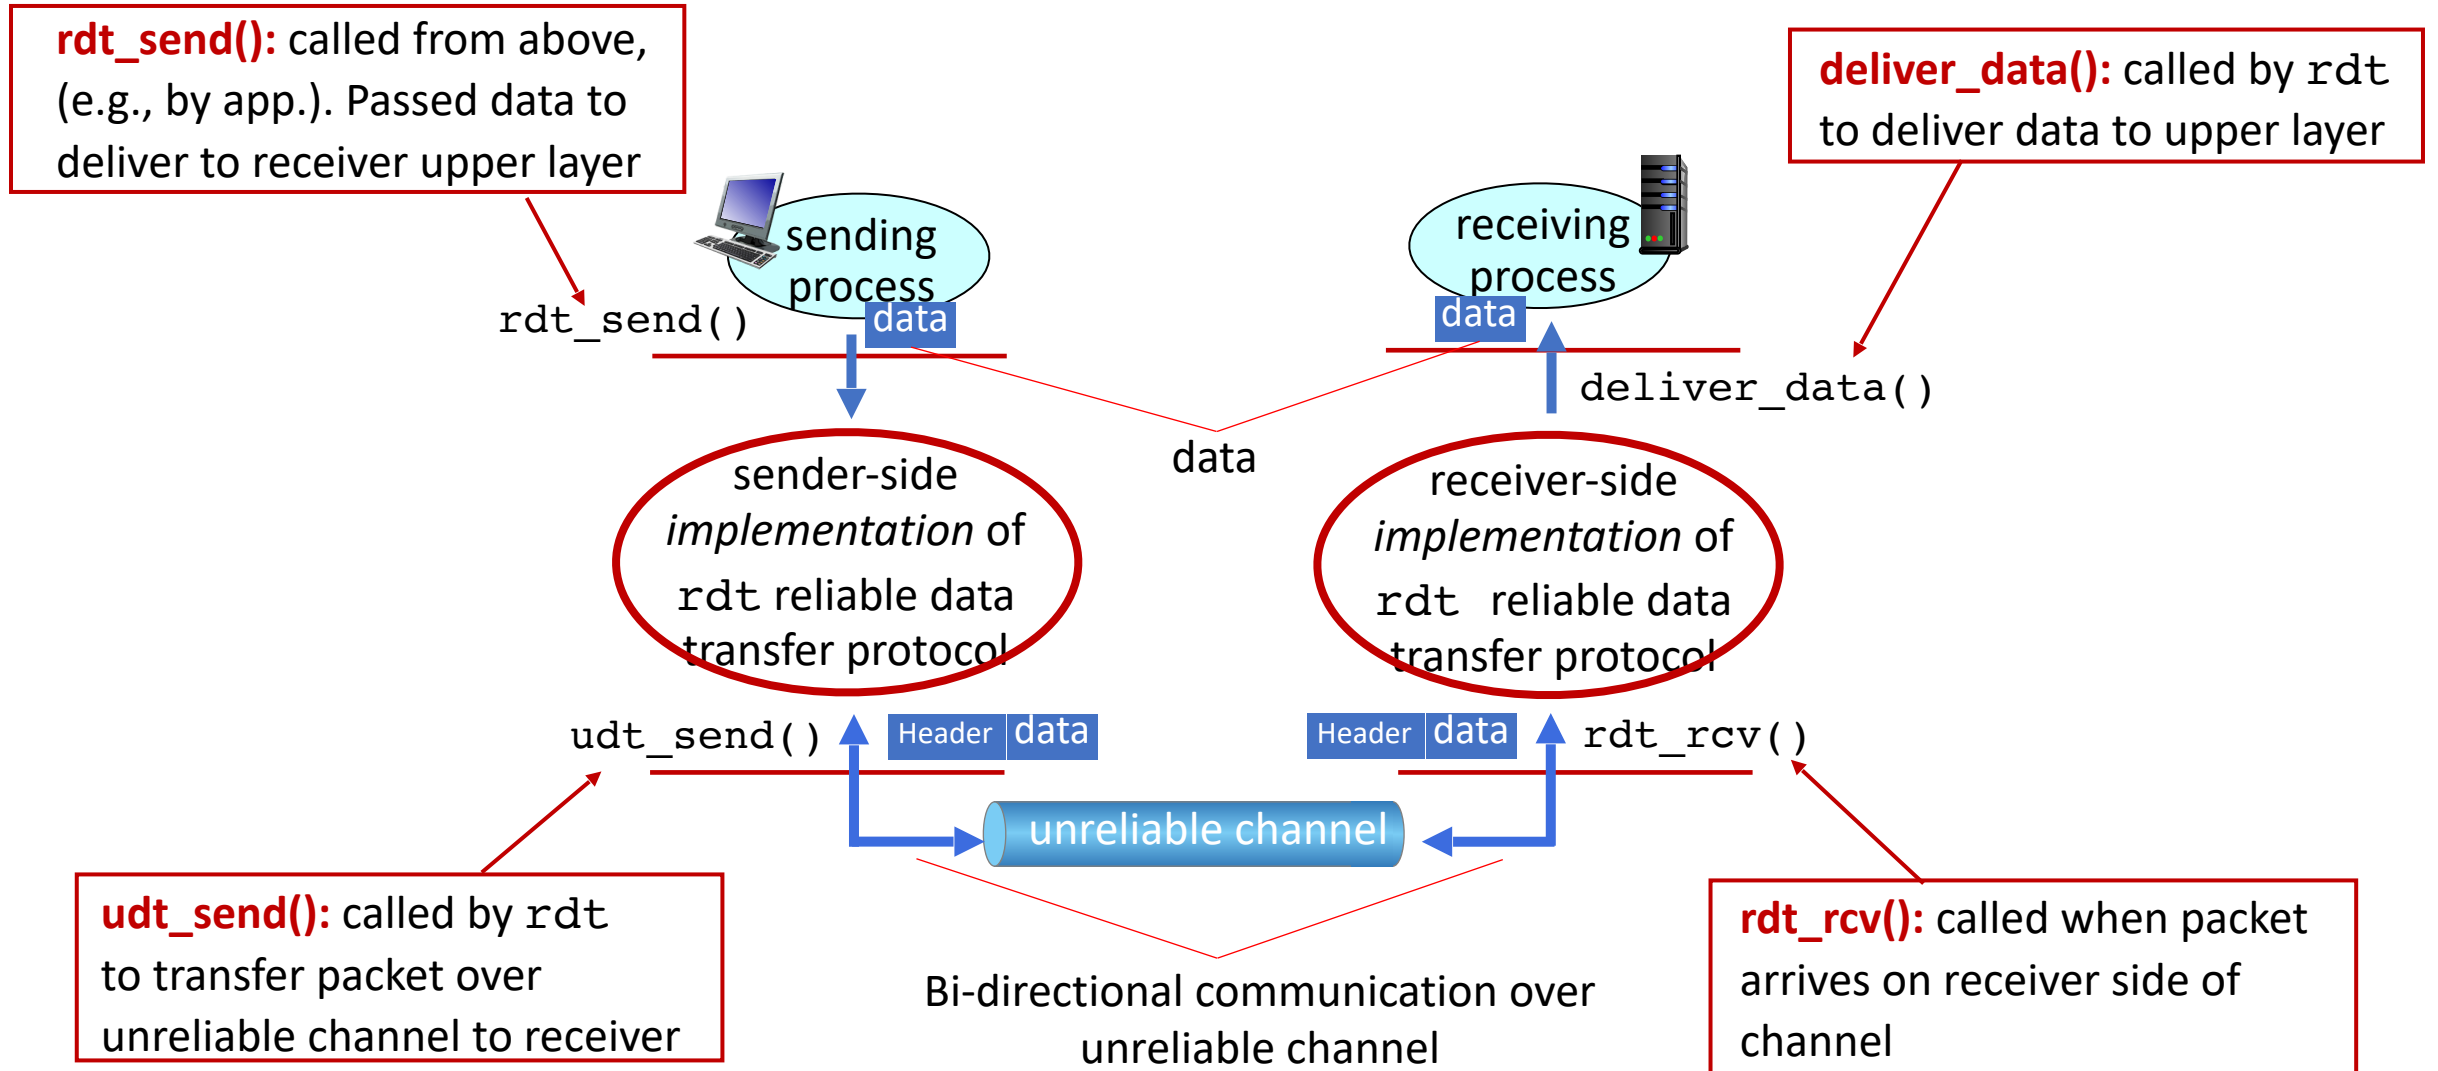 rdt_send(): called from above,
(e.g., by app.). Passed data to
deliver to receiver upper layer
deliver_data(): called by rdt
to deliver data to upper layer
sending
process
receiving
process
rdt_send()
data
data
deliver_data()
data
sender-side
implementation of
rdt reliable data
transfer protocol
receiver-side
implementation of
rdt reliable data
transfer protocol
udt_send()
Header data
Header data
rdt_rcv()
unreliable channel
udt_send(): called by rdt
to transfer packet over
unreliable channel to receiver
Bi-directional communication over
unreliable channel
rdt_rcv(): called when packet
arrives on receiver side of
channel